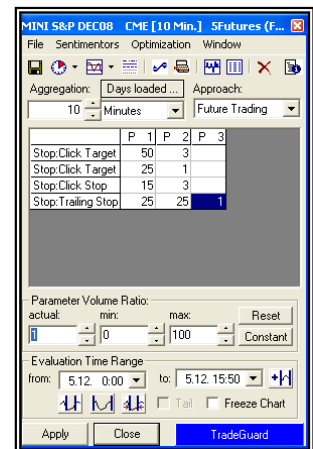 MINI S&P DEC08 CME [10 Min.] 5Futures (F...
File Sentimentors Optimization Window
Aggregation: Days loaded ... Approach:
10 Minutes Future Trading
P 1 P 2 P 3
Stop:Click Target 50 3
Stop:Click Target 25 1
Stop:Click Stop 15 3
Stop:Trailing Stop 25 25 1
Parameter Volume Ratio:
actual: min: max: Reset
1 0 100 Constant
Evaluation Time Range
from: 5.12. 0:00 to: 5.12. 15:50
Tail Freeze Chart
Apply Close TradeGuard